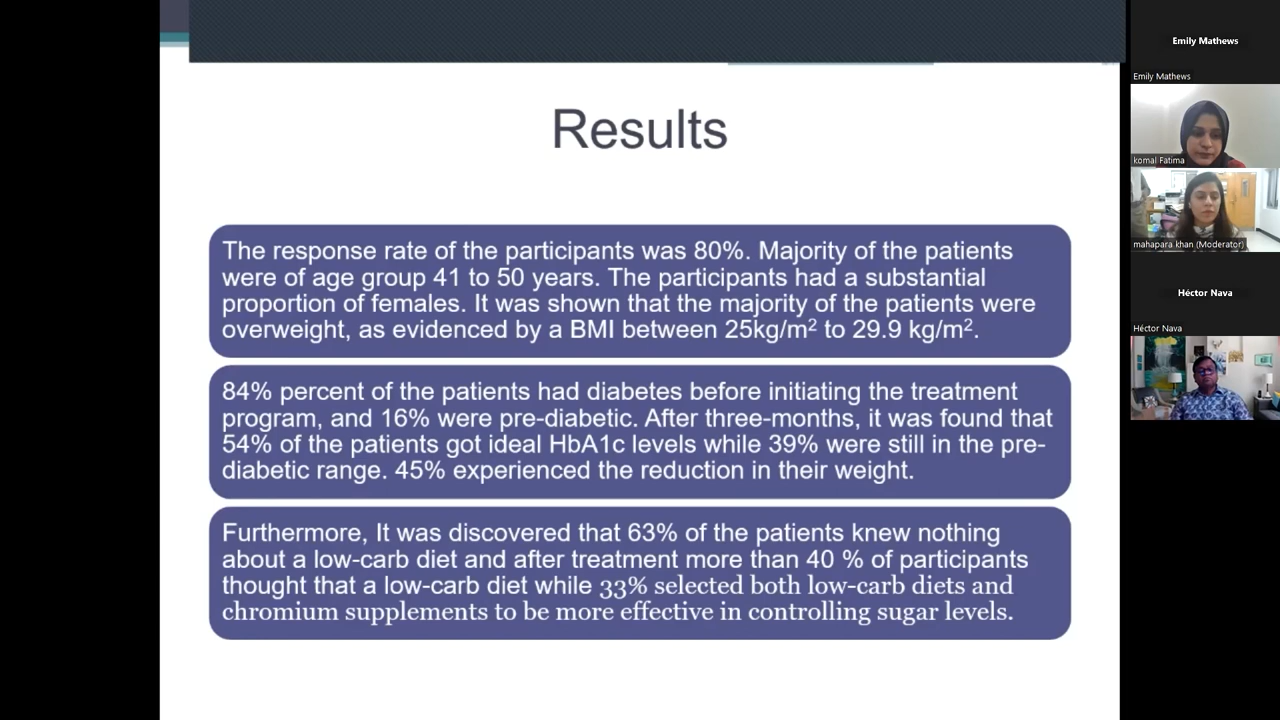 Results
The response rate of the participants was 80%. Majority of the patients
were of age group 41 to 50 years. The participants had a substantial
proportion of females. It was shown that the majority of the patients were
overweight, as evidenced by a BMI between 25kg/m² to 29.9 kg/m².
84% percent of the patients had diabetes before initiating the treatment
program, and 16% were pre-diabetic. After three-months, it was found that
54% of the patients got ideal HbA1c levels while 39% were still in the pre-
diabetic range. 45% experienced the reduction in their weight.
Furthermore, It was discovered that 63% of the patients knew nothing
about a low-carb diet and after treatment more than 40 % of participants
thought that a low-carb diet while 33% selected both low-carb diets and
chromium supplements to be more effective in controlling sugar levels.
Emily Mathews
Emily Mathews
komal Fatima
mahapara khan (Moderator)
Héctor Nava
Héctor Nava